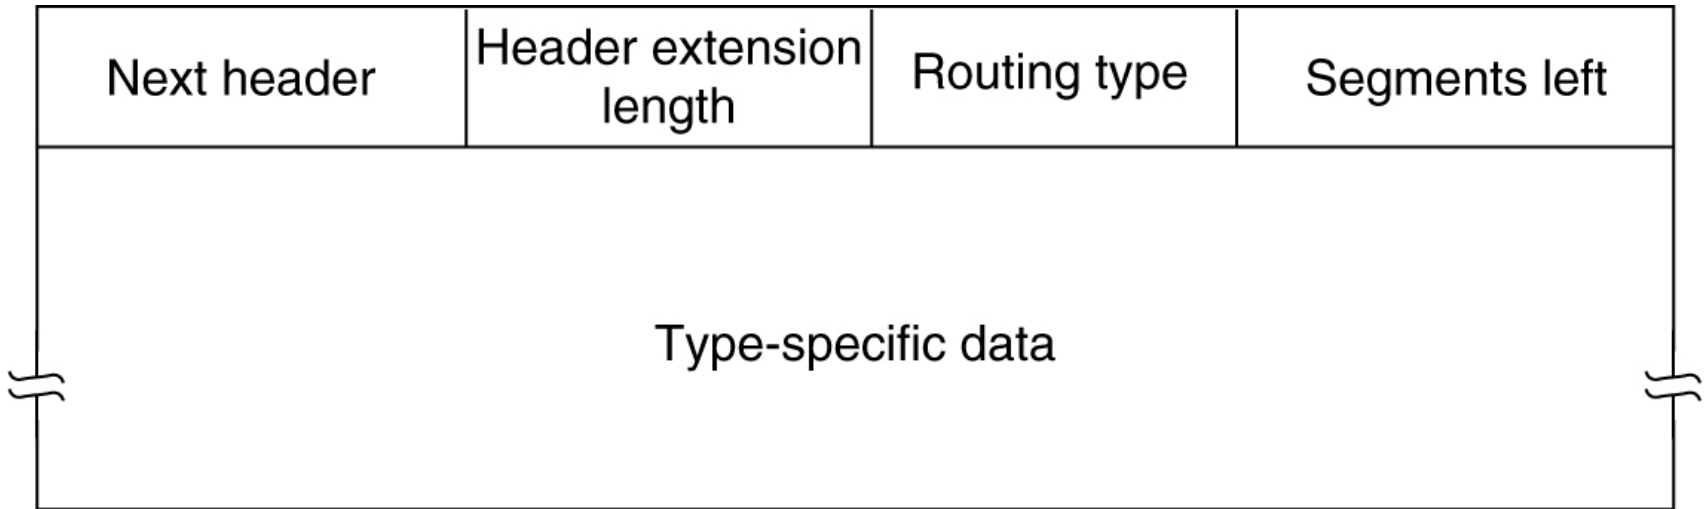 Next header
Header extension
length
Routing type
Segments left
Type-specific data